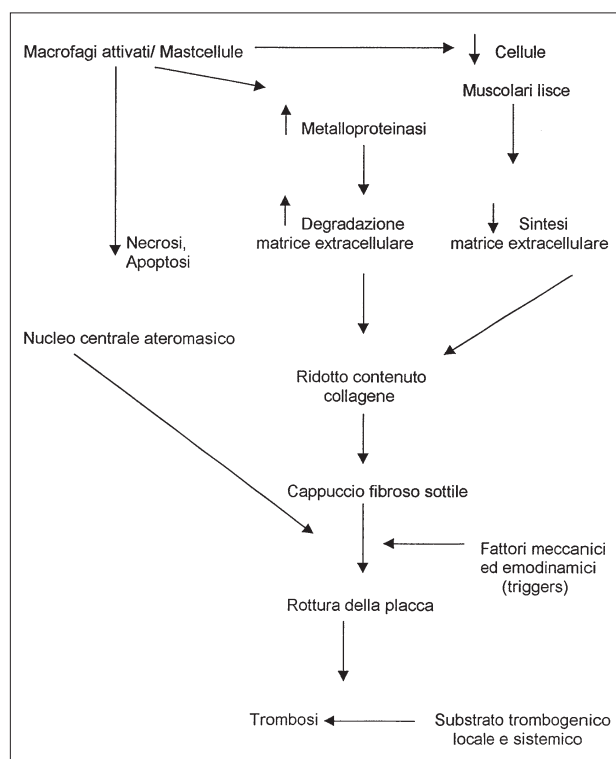 Macrofagi attivati/ Mastcellule
Cellule
Muscolari lisce
Metalloproteinasi
Degradazione
matrice extracellulare
Sintesi
matrice extracellulare
Necrosi,
Apoptosi
Nucleo centrale ateromasico
Ridotto contenuto
collagene
Cappuccio fibroso sottile
Fattori meccanici
ed emodinamici
(triggers)
Rottura della placca
Trombosi
Substrato trombogenico
locale e sistemico